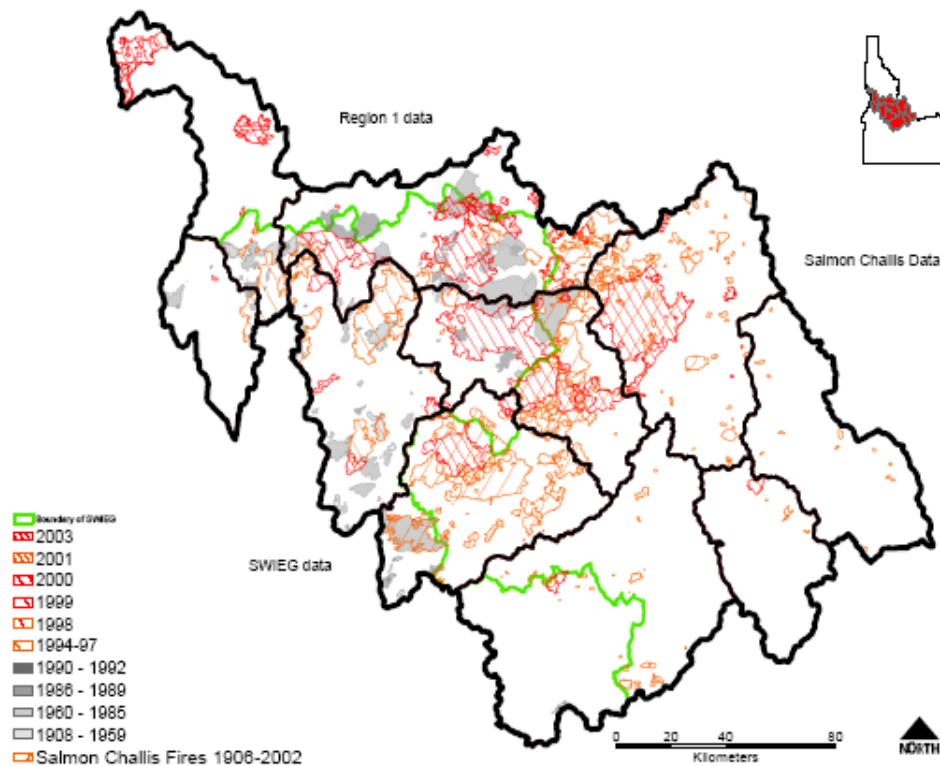 Region 1 data
Salmon Challis Data
SWIEG data
Boundary of SWIEG
2003
2001
2000
1999
1998
1994-97
1990 - 1992
1986 - 1989
1960 - 1985
1908 - 1959
Salmon Challis Fires 1906-2002
0 20 40 80
Kilometers
NORTH